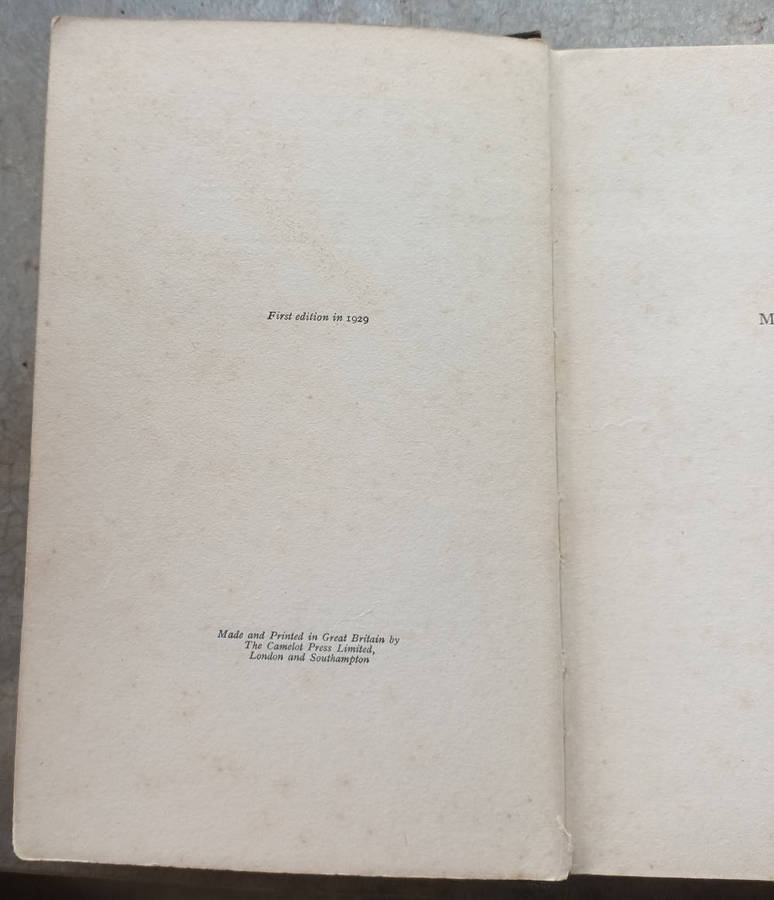 First edition in 1929
M
Made and Printed in Great Britain by
The Camelot Press Limited,
London and Southampton